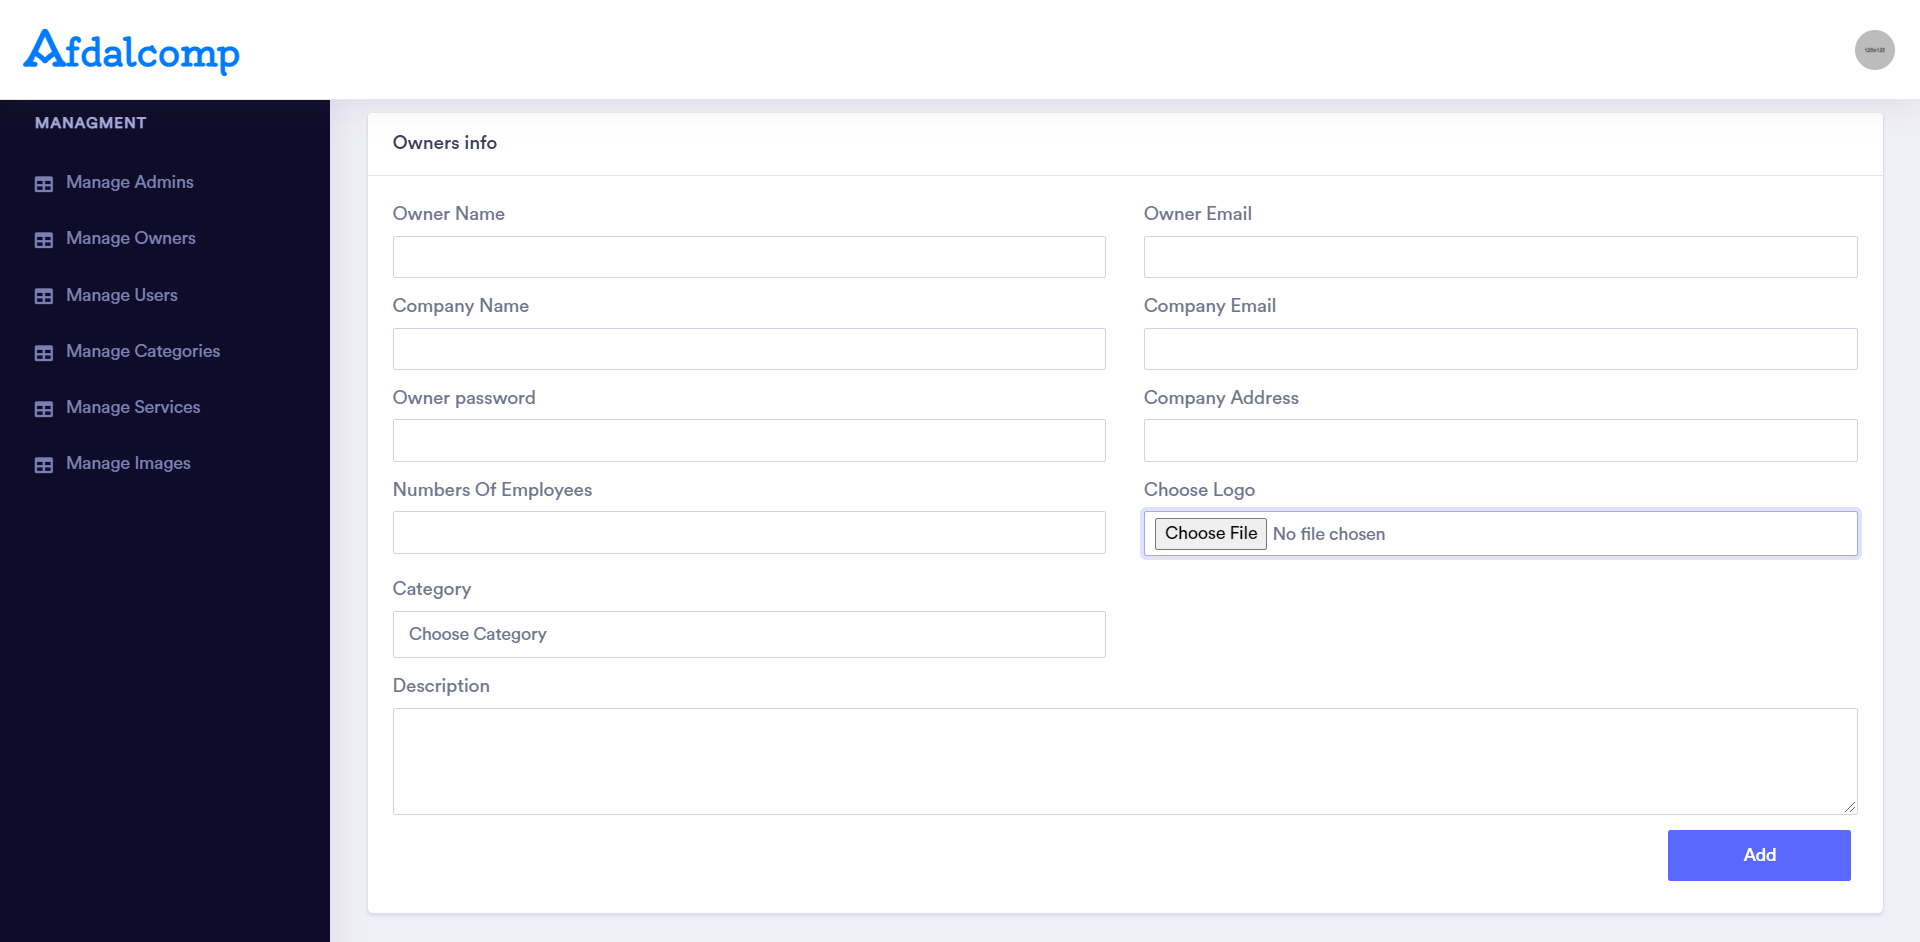 Afdalcomp
MANAGMENT
Manage Admins
Manage Owners
Manage Users
Manage Categories
Manage Services
Manage Images
Owners info
Owner Name
Owner Email
Company Name
Company Email
Owner password
Company Address
Numbers Of Employees
Choose Logo
Choose File No file chosen
Category
Choose Category
Description
Add